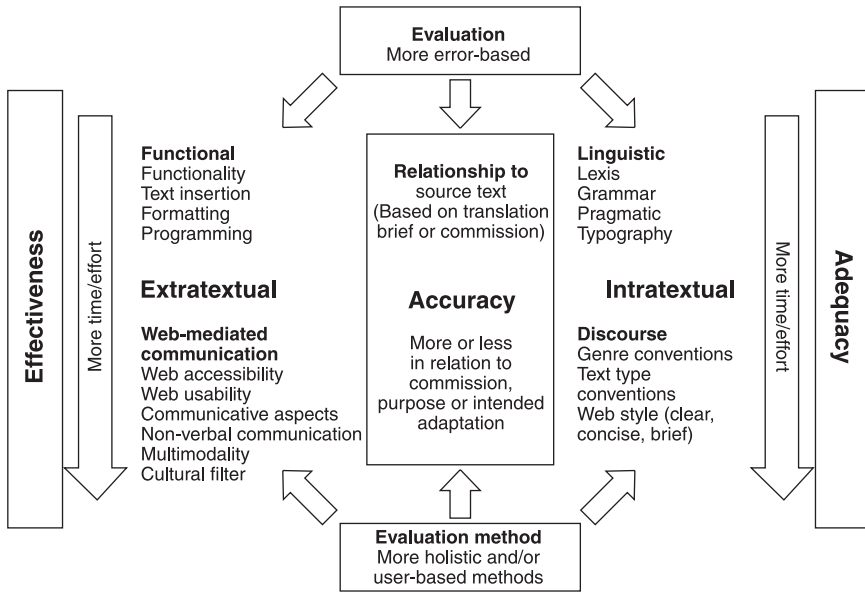 Evaluation
More error-based
Effectiveness
More time/effort
Functional
Functionality
Text insertion
Formatting
Programming
Extratextual
Web-mediated
communication
Web accessibility
Web usability
Communicative aspects
Non-verbal communication
Multimodality
Cultural filter
Relationship to
source text
(Based on translation
brief or commission)
Accuracy
More or less
in relation to
commission,
purpose or intended
adaptation
Linguistic
Lexis
Grammar
Pragmatic
Typography
Intratextual
Discourse
Genre conventions
Text type
conventions
Web style (clear,
concise, brief)
More time/effort
Adequacy
Evaluation method
More holistic and/or
user-based methods